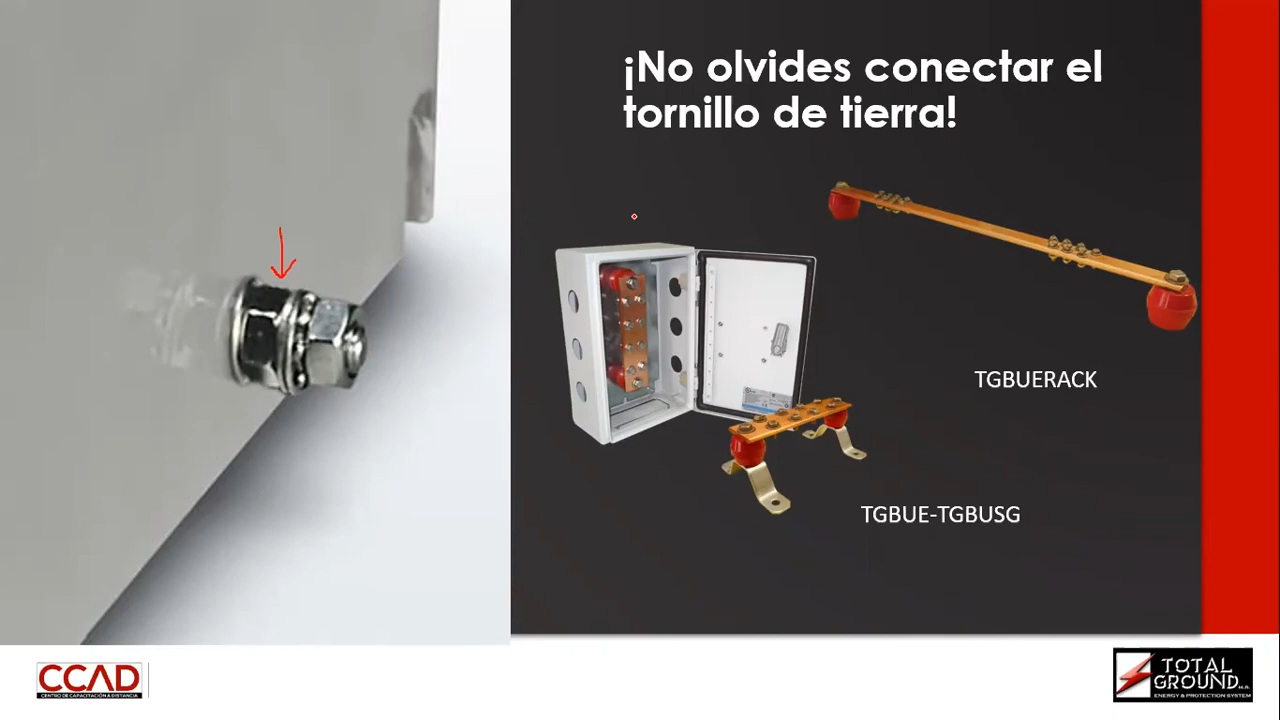 ¡No olvides conectar el
tornillo de tierra!
TGBUERACK
TGBUE-TGBUSG
CCAD
CENTRO DE CAPACITACIÓN A DISTANCIA
TOTAL
GROUND M.R.
ENERGY & PROTECTION SYSTEM